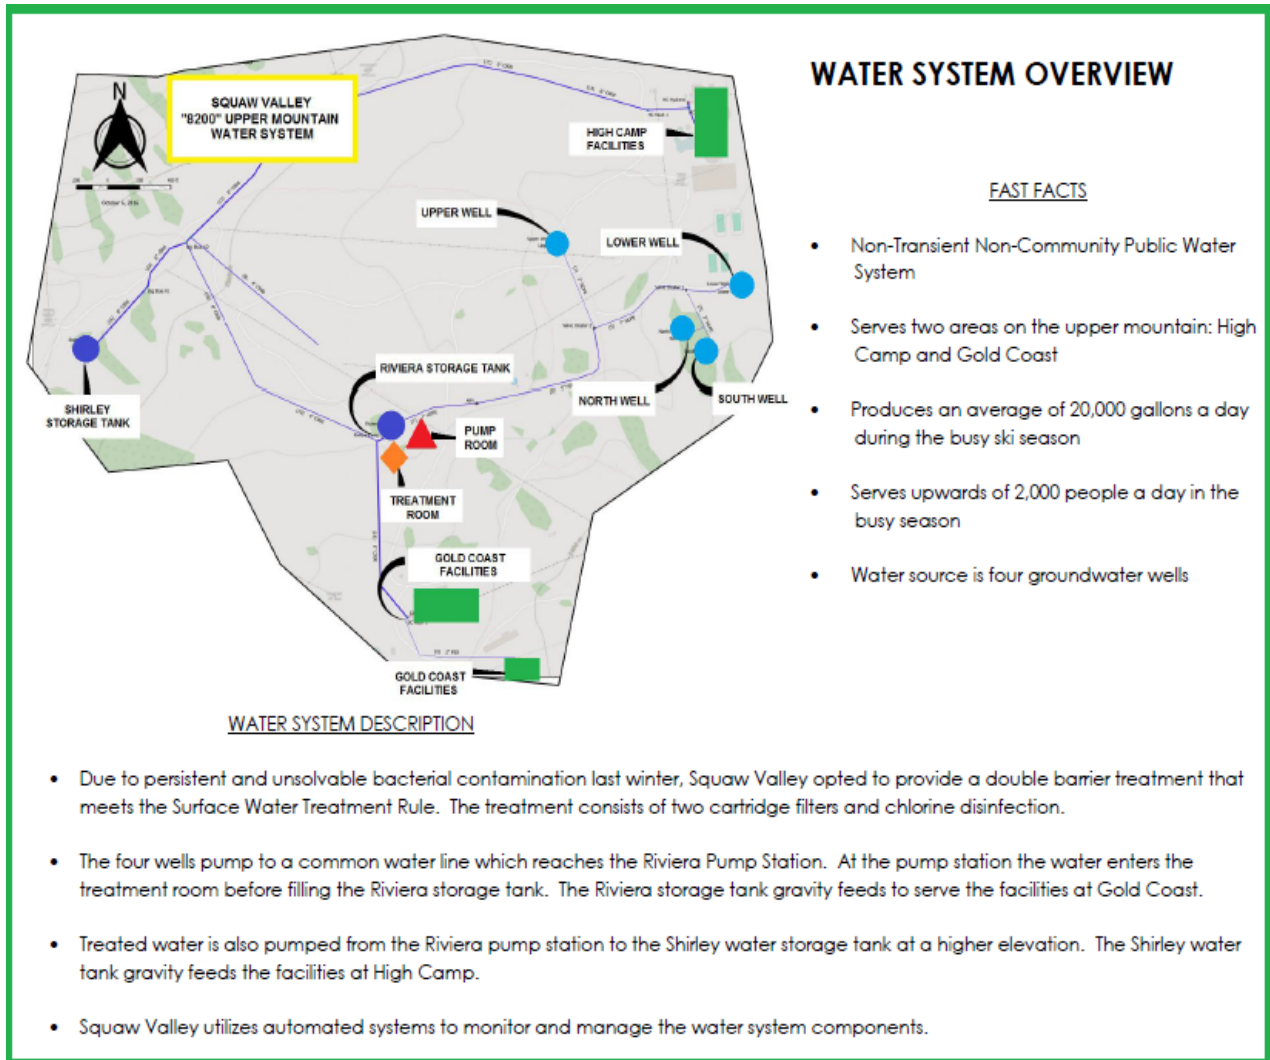 WATER SYSTEM OVERVIEW
N
SQUAW VALLEY
"8200" UPPER MOUNTAIN
WATER SYSTEM
October 6, 2016
HIGH CAMP
FACILITIES
UPPER WELL
LOWER WELL
RIVIERA STORAGE TANK
NORTH WELL
SOUTH WELL
SHIRLEY
STORAGE TANK
PUMP
ROOM
TREATMENT
ROOM
GOLD COAST
FACILITIES
GOLD COAST
FACILITIES
FAST FACTS
• Non-Transient Non-Community Public Water
System
• Serves two areas on the upper mountain: High
Camp and Gold Coast
• Produces an average of 20,000 gallons a day
during the busy ski season
• Serves upwards of 2,000 people a day in the
busy season
• Water source is four groundwater wells
WATER SYSTEM DESCRIPTION
• Due to persistent and unsolvable bacterial contamination last winter, Squaw Valley opted to provide a double barrier treatment that
meets the Surface Water Treatment Rule. The treatment consists of two cartridge filters and chlorine disinfection.
• The four wells pump to a common water line which reaches the Riviera Pump Station. At the pump station the water enters the
treatment room before filling the Riviera storage tank. The Riviera storage tank gravity feeds to serve the facilities at Gold Coast.
• Treated water is also pumped from the Riviera pump station to the Shirley water storage tank at a higher elevation. The Shirley water
tank gravity feeds the facilities at High Camp.
• Squaw Valley utilizes automated systems to monitor and manage the water system components.